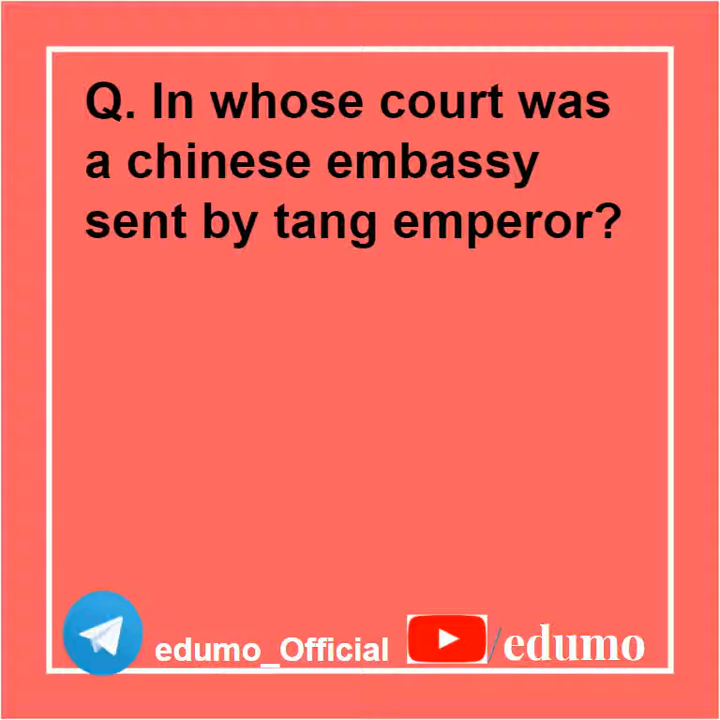 Q. In whose court was
a chinese embassy
sent by tang emperor?
edumo_Official /edumo